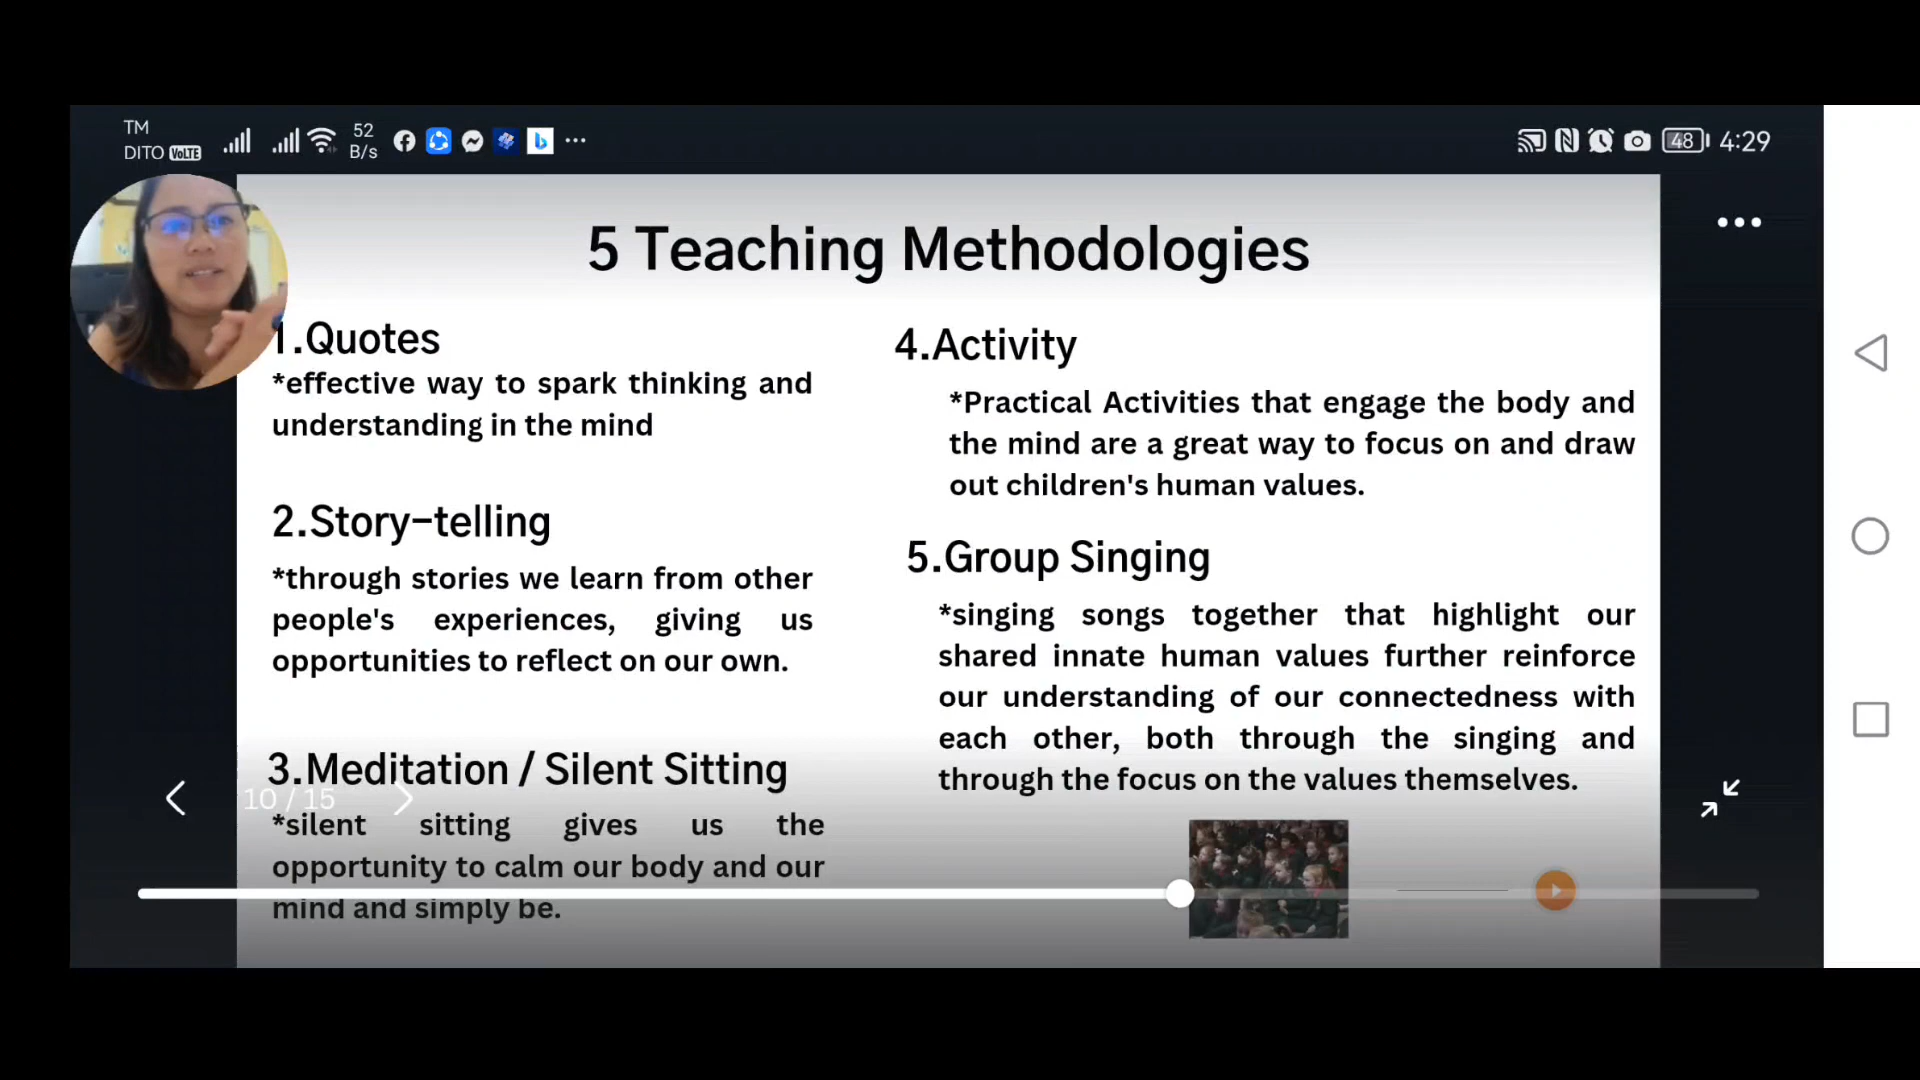 TM
DITO VoLTE
52
B/s
48
4:29
5 Teaching Methodologies
1.Quotes
*effective way to spark thinking and
understanding in the mind
2.Story-telling
*through stories we learn from other
people's experiences, giving us
opportunities to reflect on our own.
3.Meditation / Silent Sitting
10 / 15
*silent sitting gives us the
opportunity to calm our body and our
mind and simply be.
4.Activity
*Practical Activities that engage the body and
the mind are a great way to focus on and draw
out children's human values.
5.Group Singing
*singing songs together that highlight our
shared innate human values further reinforce
our understanding of our connectedness with
each other, both through the singing and
through the focus on the values themselves.